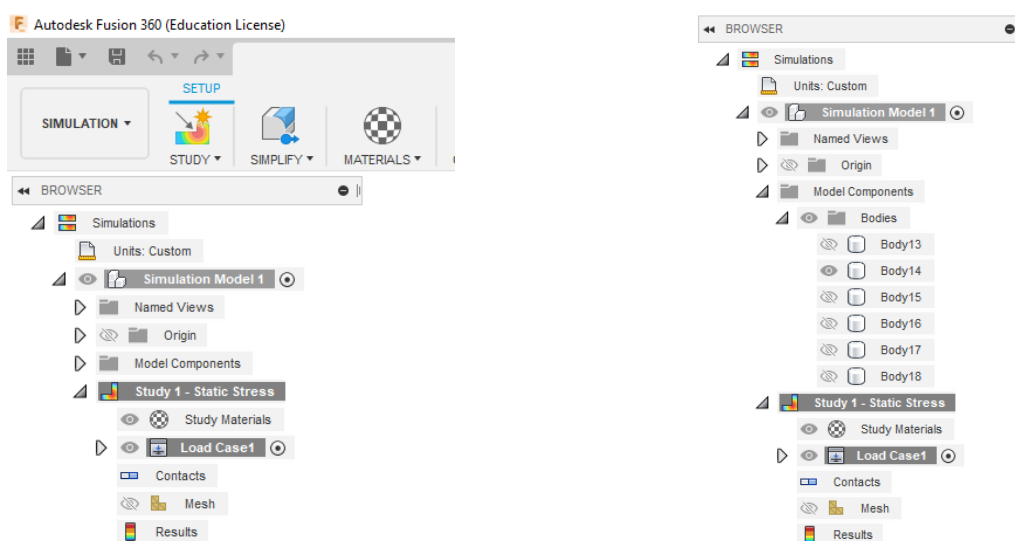 Autodesk Fusion 360 (Education License)
SETUP
SIMULATION
STUDY
SIMPLIFY
MATERIALS
BROWSER
Simulations
Units: Custom
Simulation Model 1
Named Views
Origin
Model Components
Study 1 - Static Stress
Study Materials
Load Case1
Contacts
Mesh
Results
BROWSER
Simulations
Units: Custom
Simulation Model 1
Named Views
Origin
Model Components
Bodies
Body13
Body14
Body15
Body16
Body17
Body18
Study 1 - Static Stress
Study Materials
Load Case1
Contacts
Mesh
Results